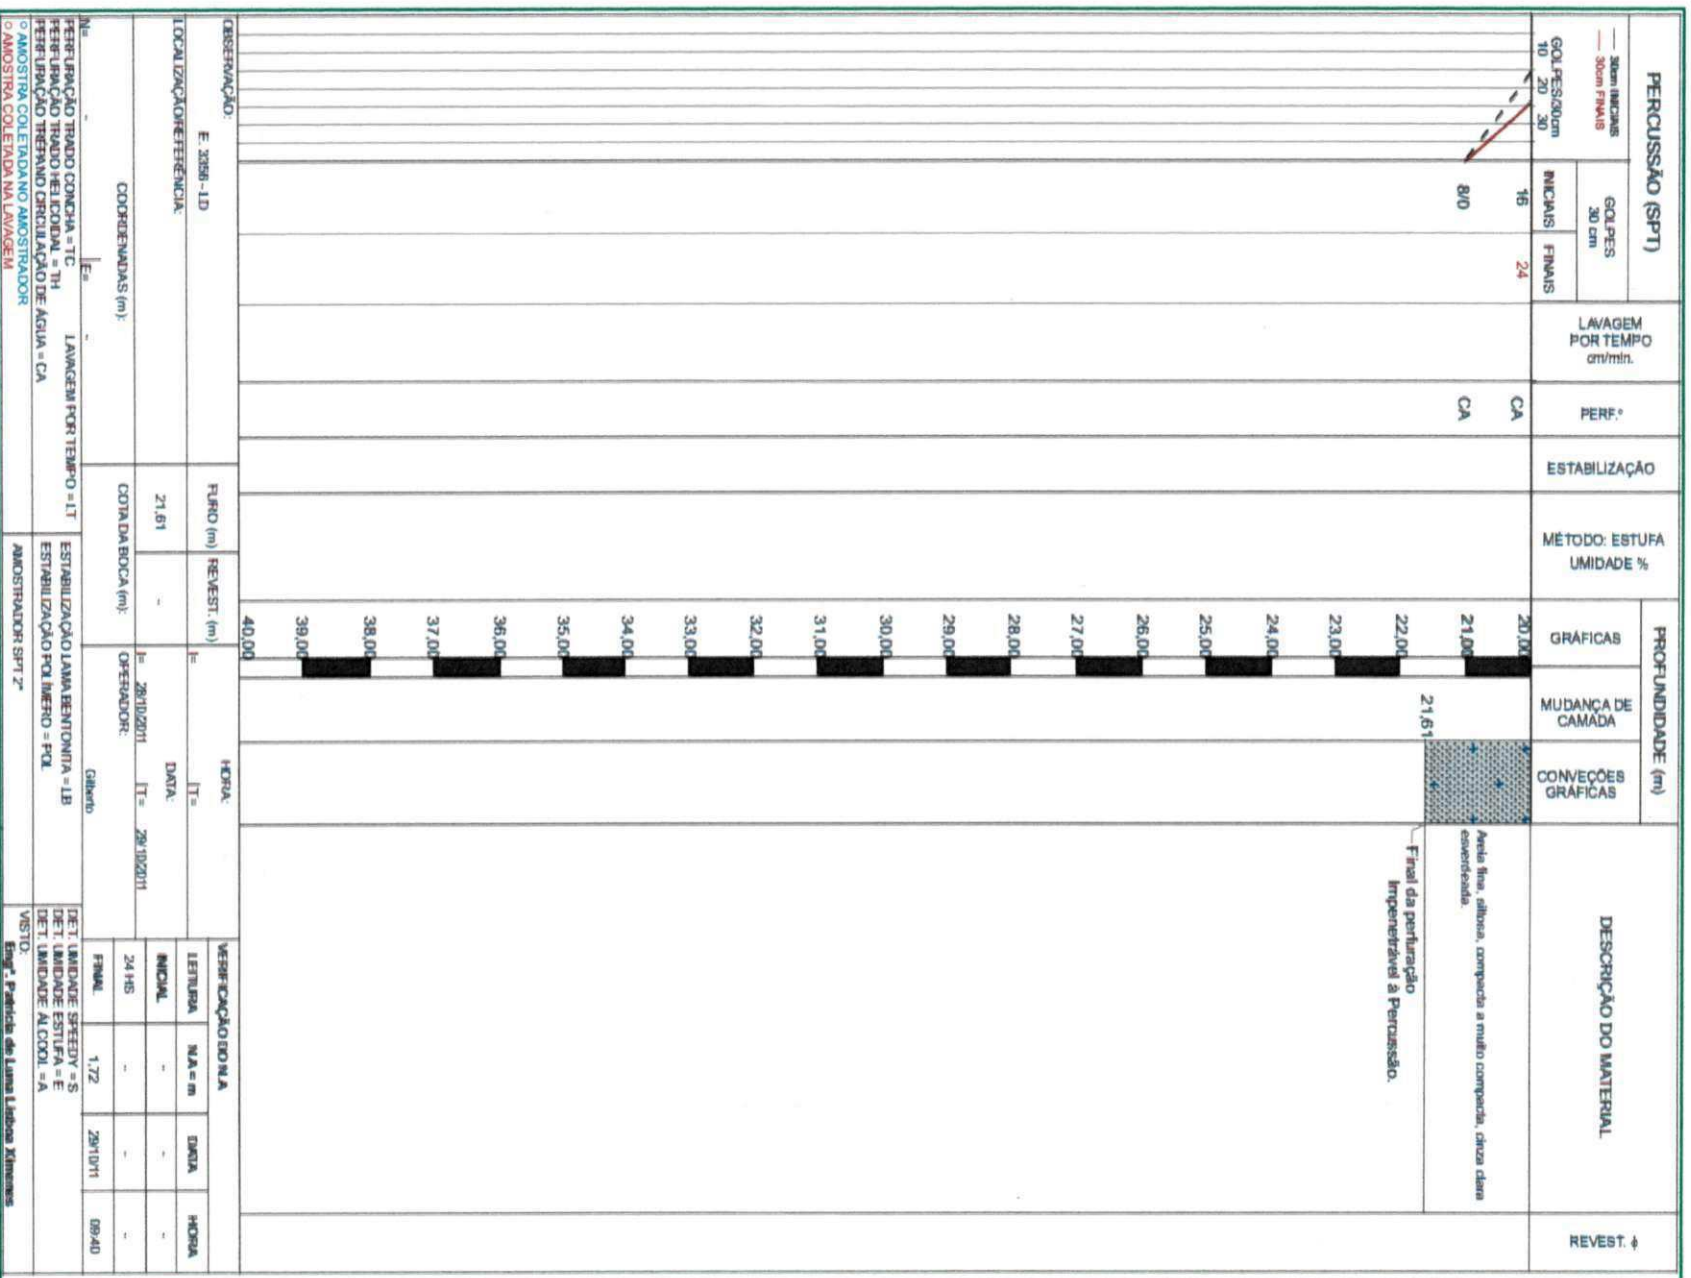 PERCUSSÃO (SPT)
30cm INICIAIS
30cm FINAIS
GOLPES/30cm
10 20 30
GOLPES
30 cm
INICIAIS FINAIS
LAVAGEM
POR TEMPO
cm/min.
PERF.º
ESTABILIZAÇÃO
MÉTODO: ESTUFA
UMIDADE %
PROFUNDIDADE (m)
GRÁFICAS
MUDANÇA DE
CAMADA
CONVEÇÕES
GRÁFICAS
DESCRIÇÃO DO MATERIAL
REVEST. ϕ
16 24 CA 20,00
8/0 CA 21,00
Areia fina, siltosa, compacta a muito compacta, cinza clara
esverdeada.
21,61
Final da perfuração
Impenetrável à Percussão.
22,00
23,00
24,00
25,00
26,00
27,00
28,00
29,00
30,00
31,00
32,00
33,00
34,00
35,00
36,00
37,00
38,00
39,00
40,00
OBSERVAÇÃO:
E. 3356 - LD
LOCALIZAÇÃO/REFERÊNCIA:
COORDENADAS (m):
N= - E= -
FURO (m) REVEST. (m)
21,61 -
COTA DA BOCA (m):
HORA:
I= T=
DATA:
I= 28/10/2011 T= 29/10/2011
OPERADOR:
Gilberto
VERIFICAÇÃO DO N.A
LEITURA N.A = m DATA HORA
INICIAL - - -
24 HS - - -
FINAL 1,72 29/10/11 09:40
PERFURAÇÃO TRADO CONCHA = TC LAVAGEM POR TEMPO = LT
PERFURAÇÃO TRADO HELICOIDAL = TH
PERFURAÇÃO TRÉPANO CIRCULAÇÃO DE ÁGUA = CA
ESTABILIZAÇÃO LAMA BENTONITA = LB
ESTABILIZAÇÃO POLÍMERO = POL
DET. UMIDADE SPEEDY = S
DET. UMIDADE ESTUFA = E
DET. UMIDADE ÁLCOOL = A
○ AMOSTRA COLETADA NO AMOSTRADOR
○ AMOSTRA COLETADA NA LAVAGEM
AMOSTRADOR SPT 2"
VISTO:
Engª. Patrícia de Luna Lisboa Ximenes